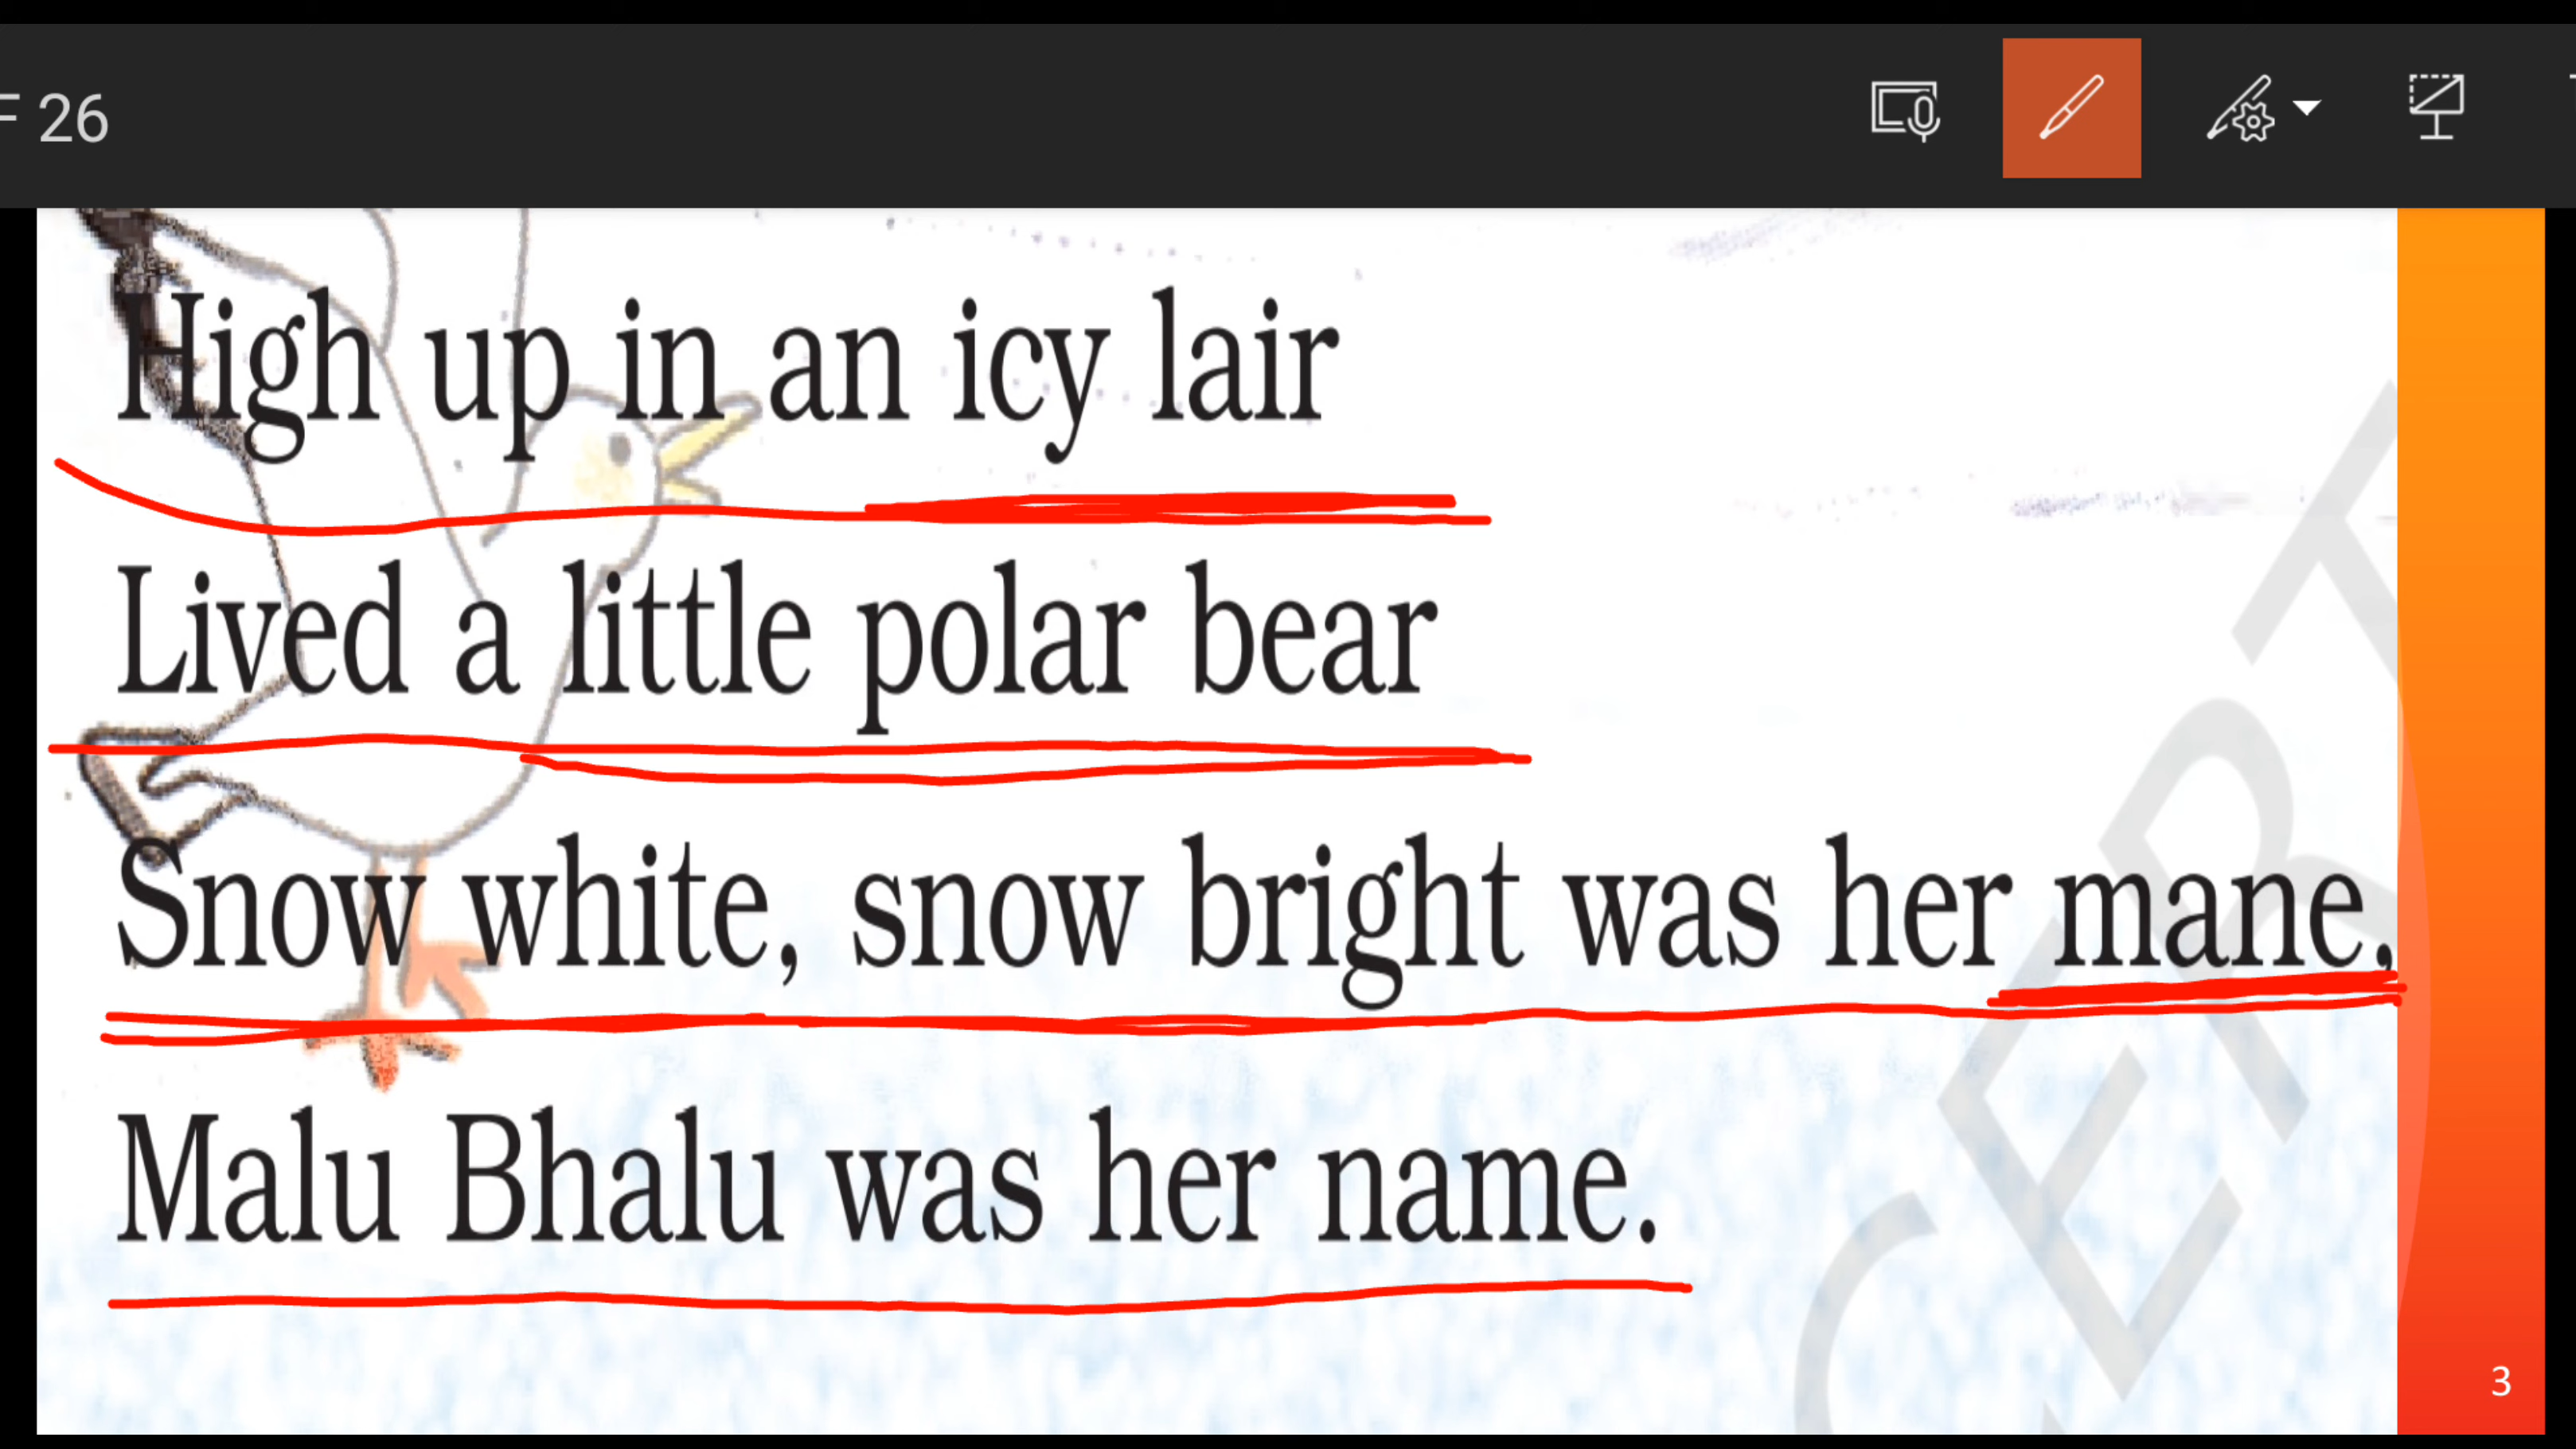 F 26
High up in an icy lair
Lived a little polar bear
Snow white, snow bright was her mane,
Malu Bhalu was her name.
CERT
3